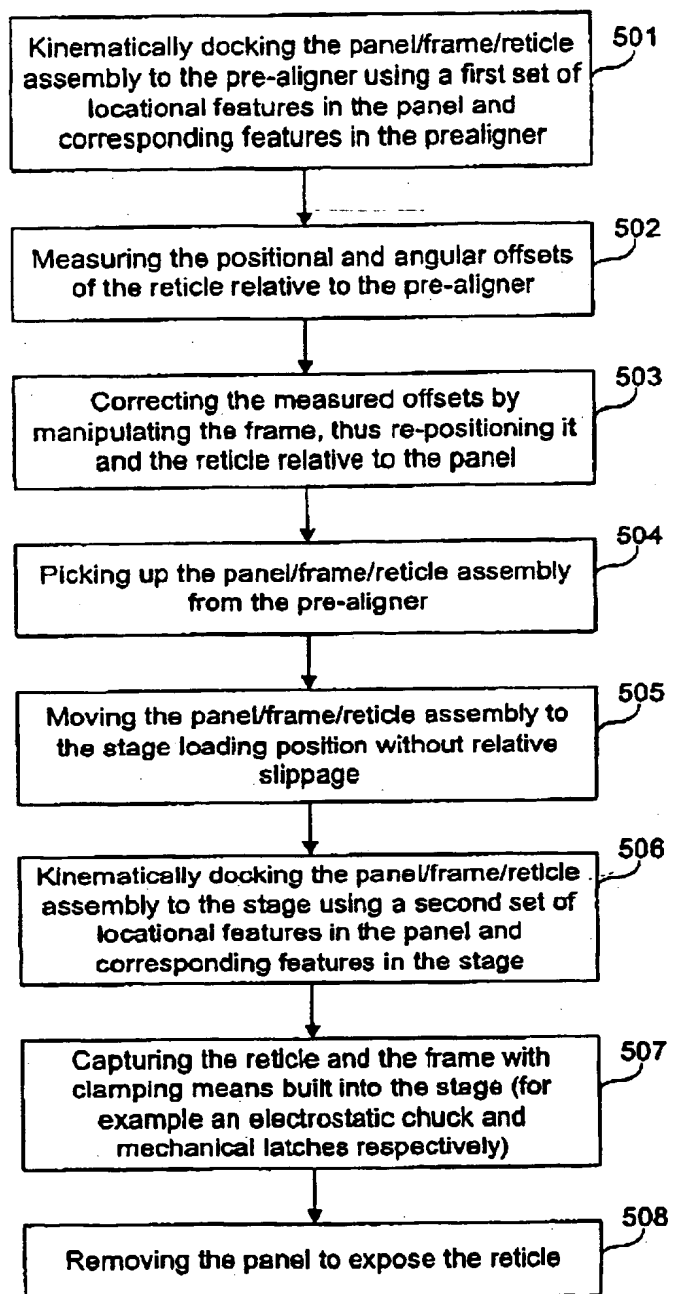 Kinematically docking the panel/frame/reticle
assembly to the pre-aligner using a first set of
locational features in the panel and
corresponding features in the prealigner
501
Measuring the positional and angular offsets
of the reticle relative to the pre-aligner
502
Correcting the measured offsets by
manipulating the frame, thus re-positioning it
and the reticle relative to the panel
503
Picking up the panel/frame/reticle assembly
from the pre-aligner
504
Moving the panel/frame/reticle assembly to
the stage loading position without relative
slippage
505
Kinematically docking the panel/frame/reticle
assembly to the stage using a second set of
locational features in the panel and
corresponding features in the stage
506
Capturing the reticle and the frame with
clamping means built into the stage (for
example an electrostatic chuck and
mechanical latches respectively)
507
Removing the panel to expose the reticle
508